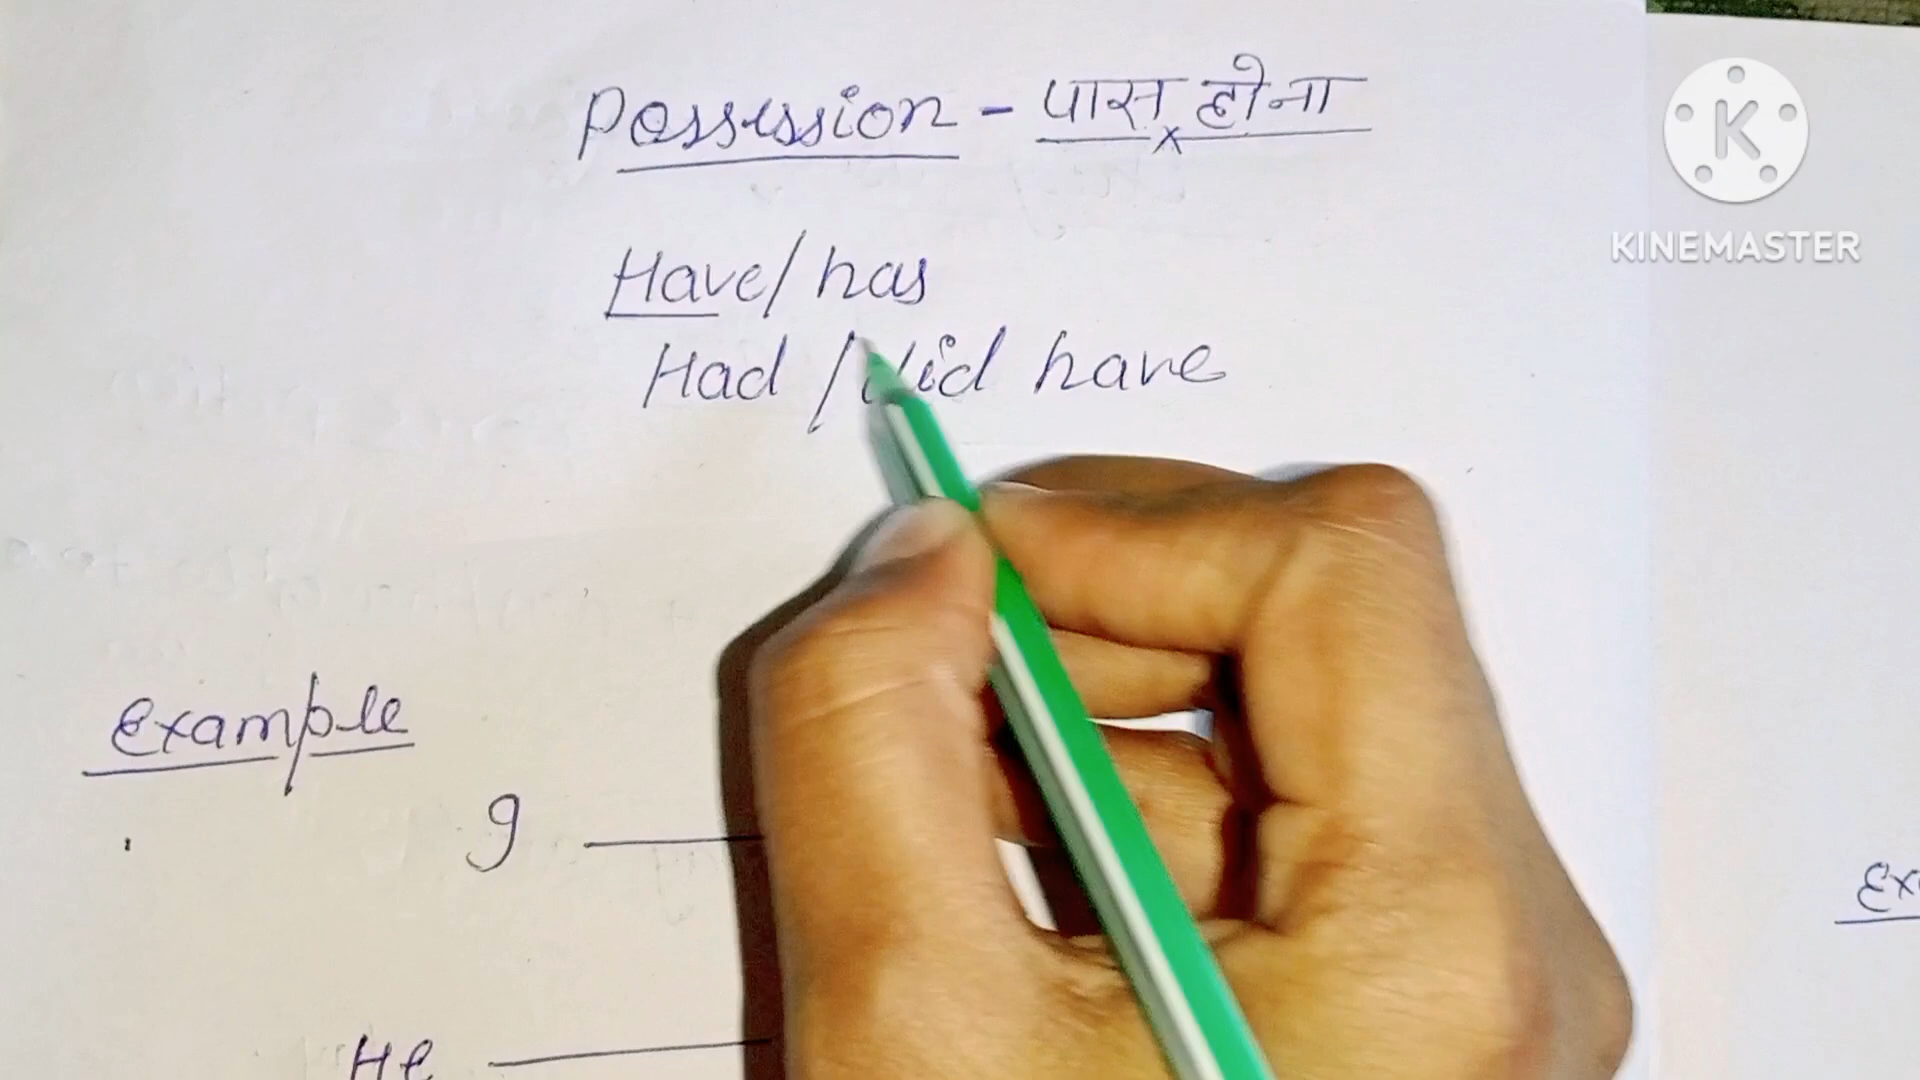 Possession - पास होना
K
KINEMASTER
Have/has
Had / did have
Example
I
He